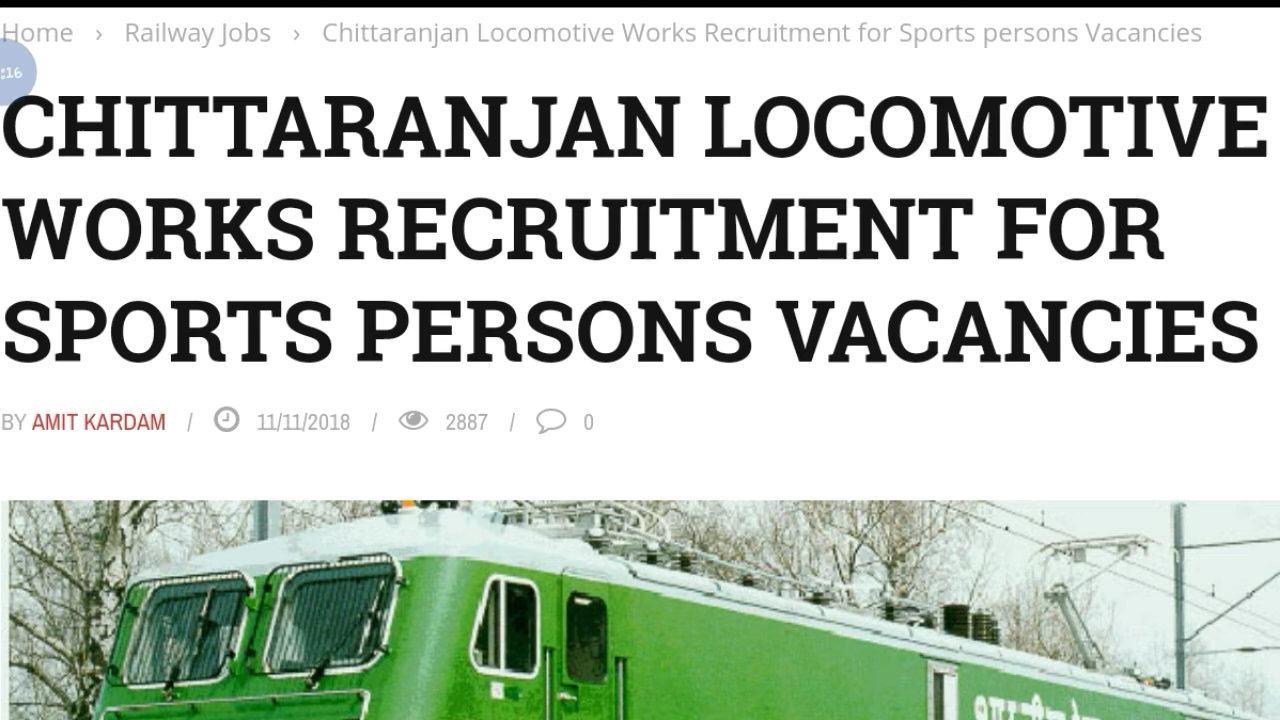 Home › Railway Jobs › Chittaranjan Locomotive Works Recruitment for Sports persons Vacancies
:16
CHITTARANJAN LOCOMOTIVE
WORKS RECRUITMENT FOR
SPORTS PERSONS VACANCIES
BY AMIT KARDAM / 11/11/2018 / 2887 / 0